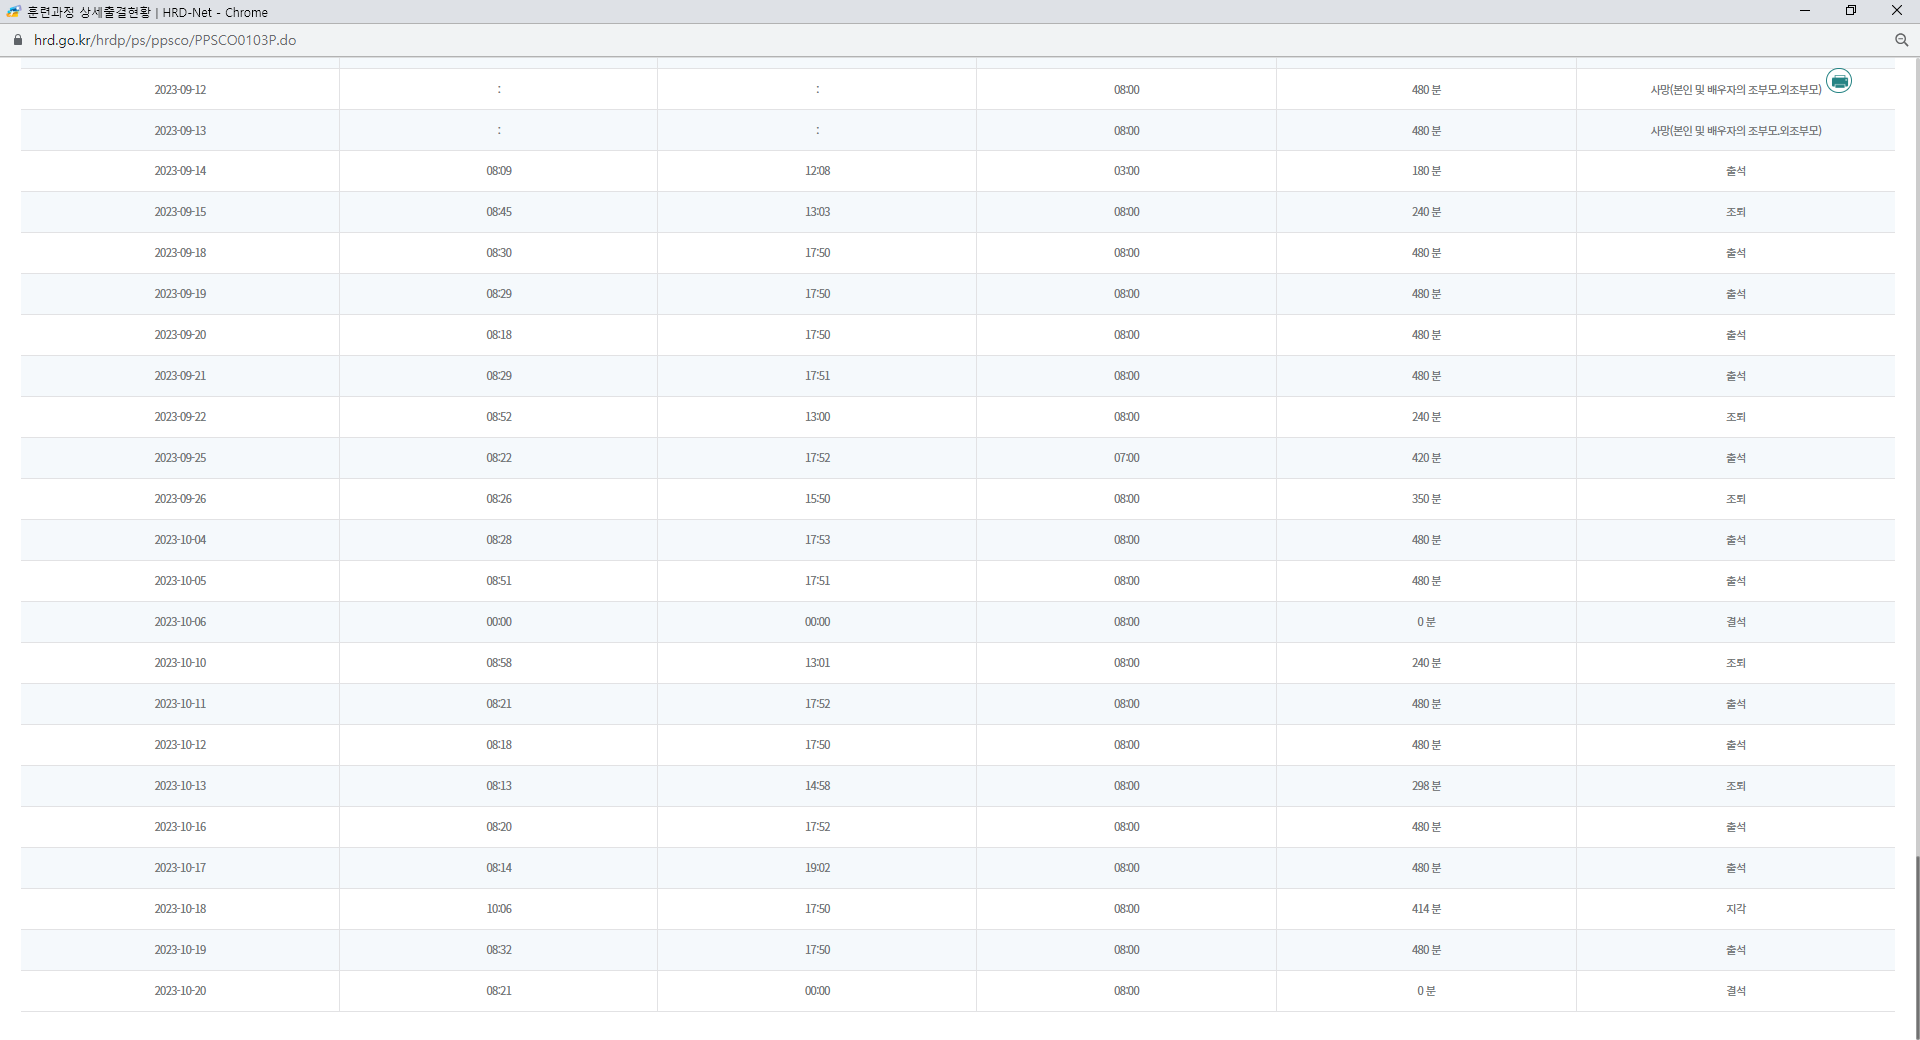 훈련과정 상세출결현황 | HRD-Net - Chrome
hrd.go.kr/hrdp/ps/ppsco/PPSCO0103P.do
2023-09-12 : : 08:00 480 분 사망(본인 및 배우자의 조부모.외조부모)
2023-09-13 : : 08:00 480 분 사망(본인 및 배우자의 조부모.외조부모)
2023-09-14 08:09 12:08 03:00 180 분 출석
2023-09-15 08:45 13:03 08:00 240 분 조퇴
2023-09-18 08:30 17:50 08:00 480 분 출석
2023-09-19 08:29 17:50 08:00 480 분 출석
2023-09-20 08:18 17:50 08:00 480 분 출석
2023-09-21 08:29 17:51 08:00 480 분 출석
2023-09-22 08:52 13:00 08:00 240 분 조퇴
2023-09-25 08:22 17:52 07:00 420 분 출석
2023-09-26 08:26 15:50 08:00 350 분 조퇴
2023-10-04 08:28 17:53 08:00 480 분 출석
2023-10-05 08:51 17:51 08:00 480 분 출석
2023-10-06 00:00 00:00 08:00 0 분 결석
2023-10-10 08:58 13:01 08:00 240 분 조퇴
2023-10-11 08:21 17:52 08:00 480 분 출석
2023-10-12 08:18 17:50 08:00 480 분 출석
2023-10-13 08:13 14:58 08:00 298 분 조퇴
2023-10-16 08:20 17:52 08:00 480 분 출석
2023-10-17 08:14 19:02 08:00 480 분 출석
2023-10-18 10:06 17:50 08:00 414 분 지각
2023-10-19 08:32 17:50 08:00 480 분 출석
2023-10-20 08:21 00:00 08:00 0 분 결석